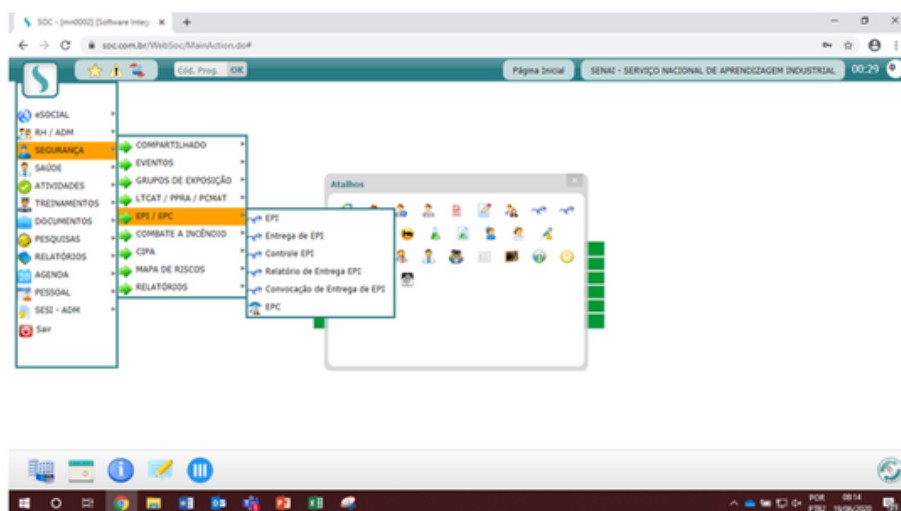 SOC - [mn0002] (Software Integr
soc.com.br/WebSoc/MainAction.do#
Cód. Prog. OK
Página Inicial
SENAI - SERVIÇO NACIONAL DE APRENDIZAGEM INDUSTRIAL
00:29
eSOCIAL
RH / ADM
SEGURANÇA
SAÚDE
ATIVIDADES
TREINAMENTOS
DOCUMENTOS
PESQUISAS
RELATÓRIOS
AGENDA
PESSOAL
SESI - ADM
Sair
COMPARTILHADO
EVENTOS
GRUPOS DE EXPOSIÇÃO
LTCAT / PPRA / PCMAT
EPI / EPC
COMBATE A INCÊNDIO
CIPA
MAPA DE RISCOS
RELATÓRIOS
EPI
Entrega de EPI
Controle EPI
Relatório de Entrega EPI
Convocação de Entrega de EPI
EPC
Atalhos
POR
PTB2
08:14
19/06/2020